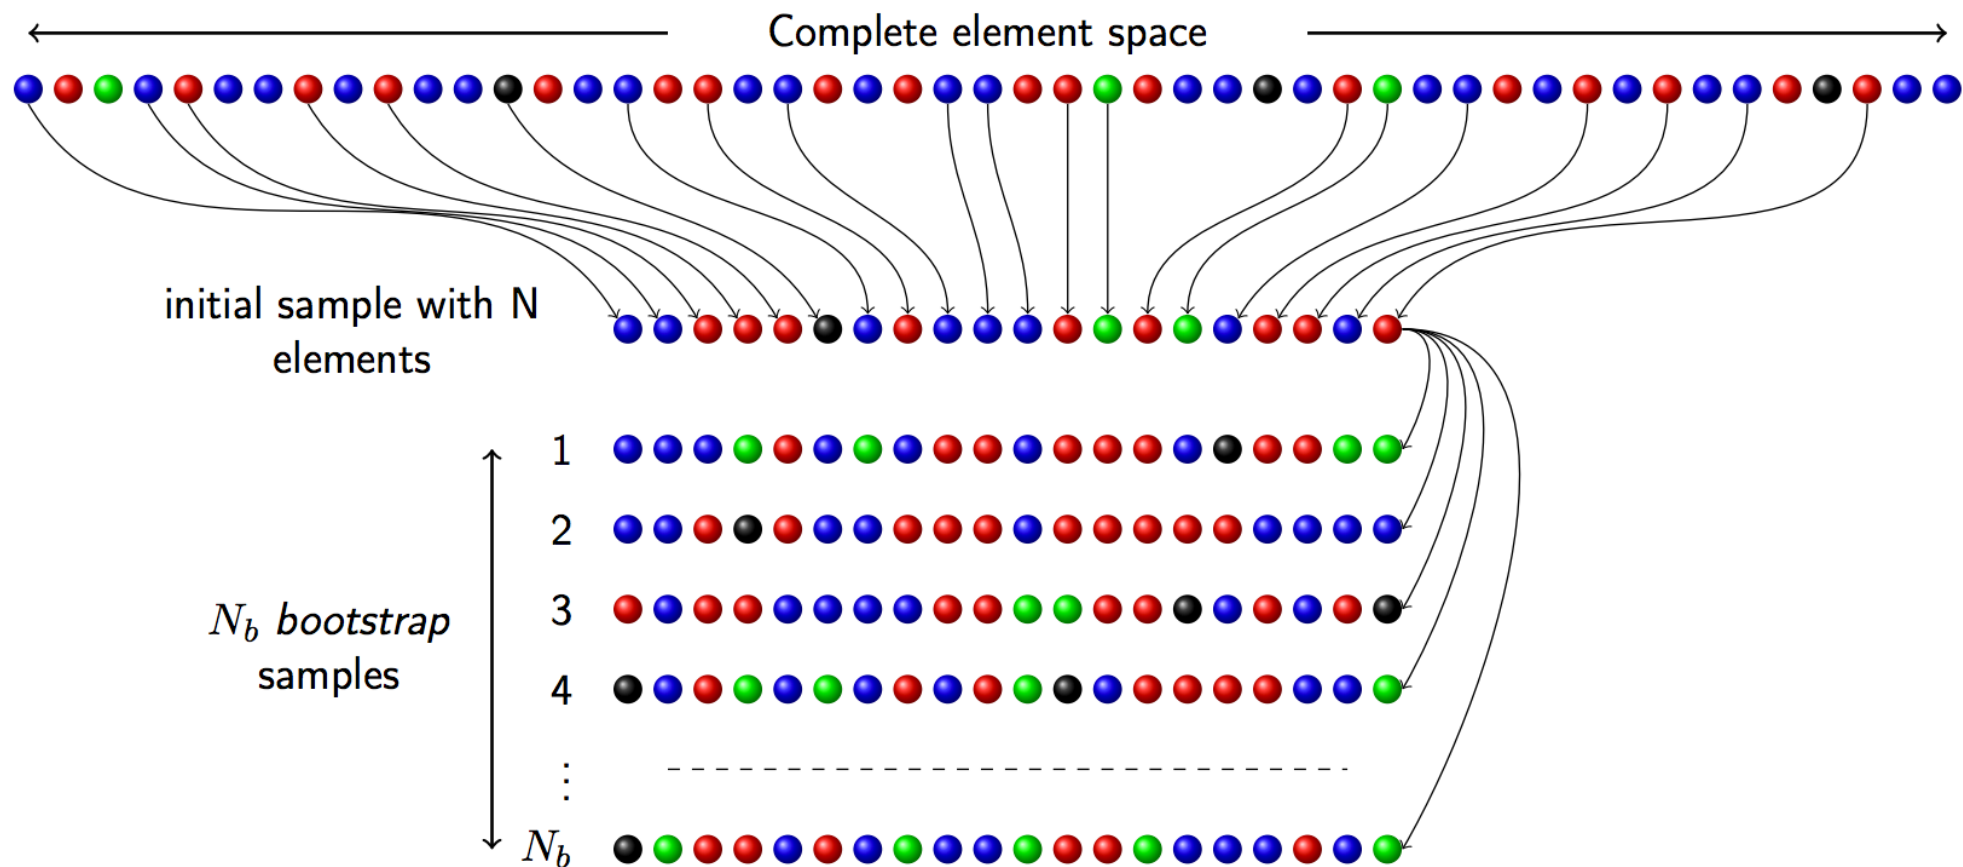 Complete element space
initial sample with N
elements
1
2
3
N_b bootstrap
samples
4
⋮
N_b